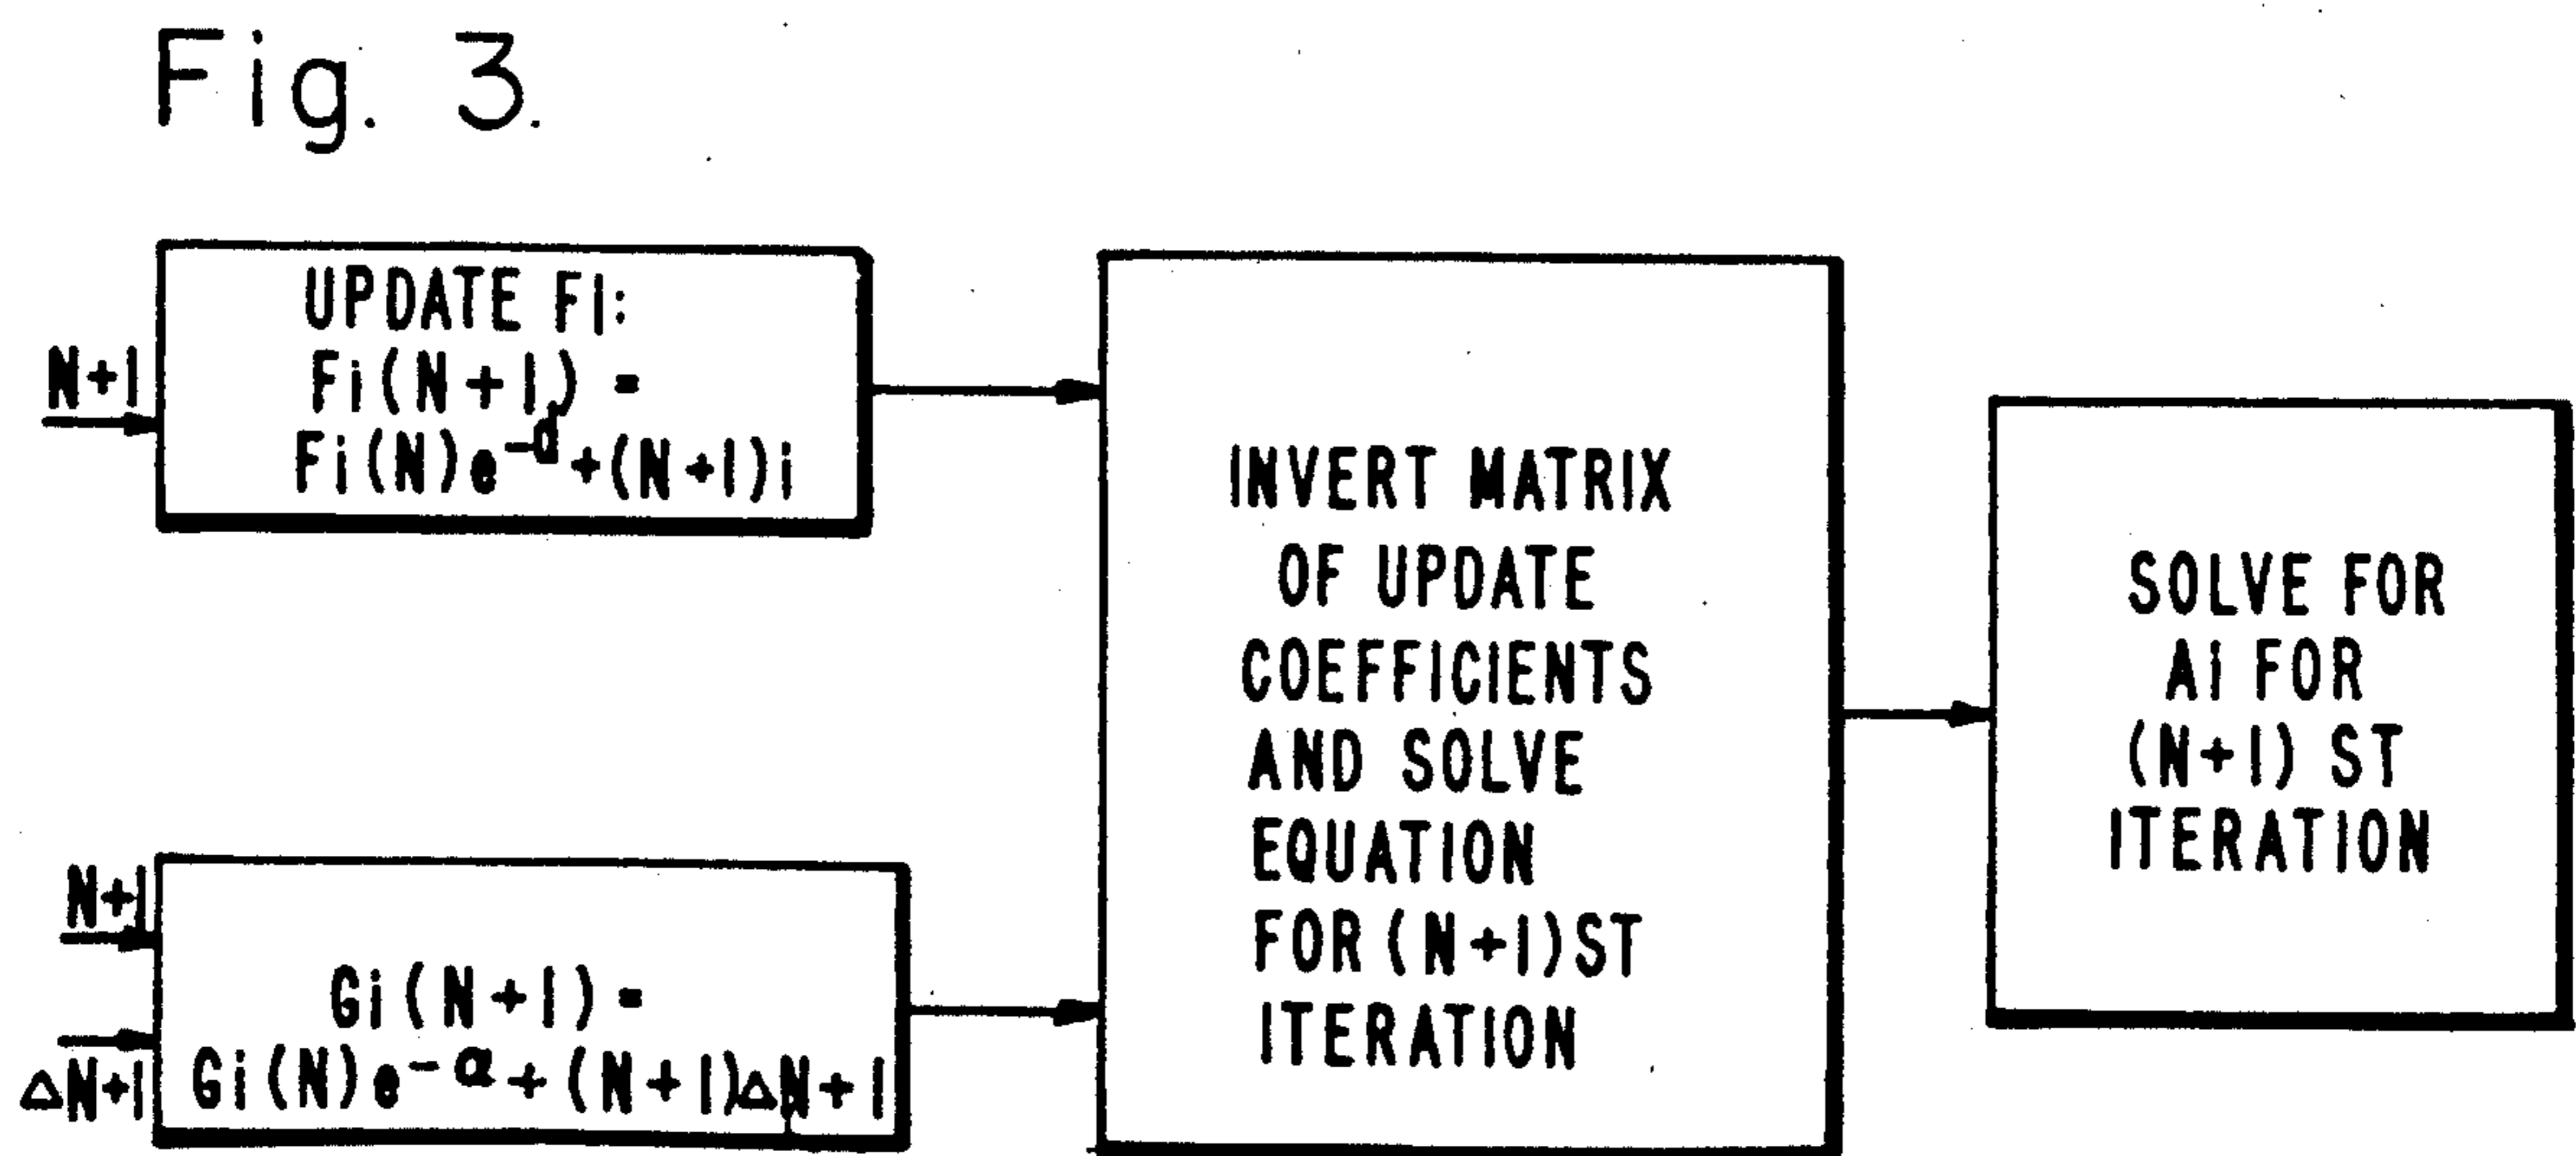 Fig. 3.
N+1
UPDATE FI:
Fi(N+1) =
Fi(N)e^-α+(N+1)i
N+1
ΔN+1
Gi(N+1)=
Gi(N)e^-α+(N+1)ΔN+1
INVERT MATRIX
OF UPDATE
COEFFICIENTS
AND SOLVE
EQUATION
FOR (N+1)ST
ITERATION
SOLVE FOR
AI FOR
(N+1) ST
ITERATION